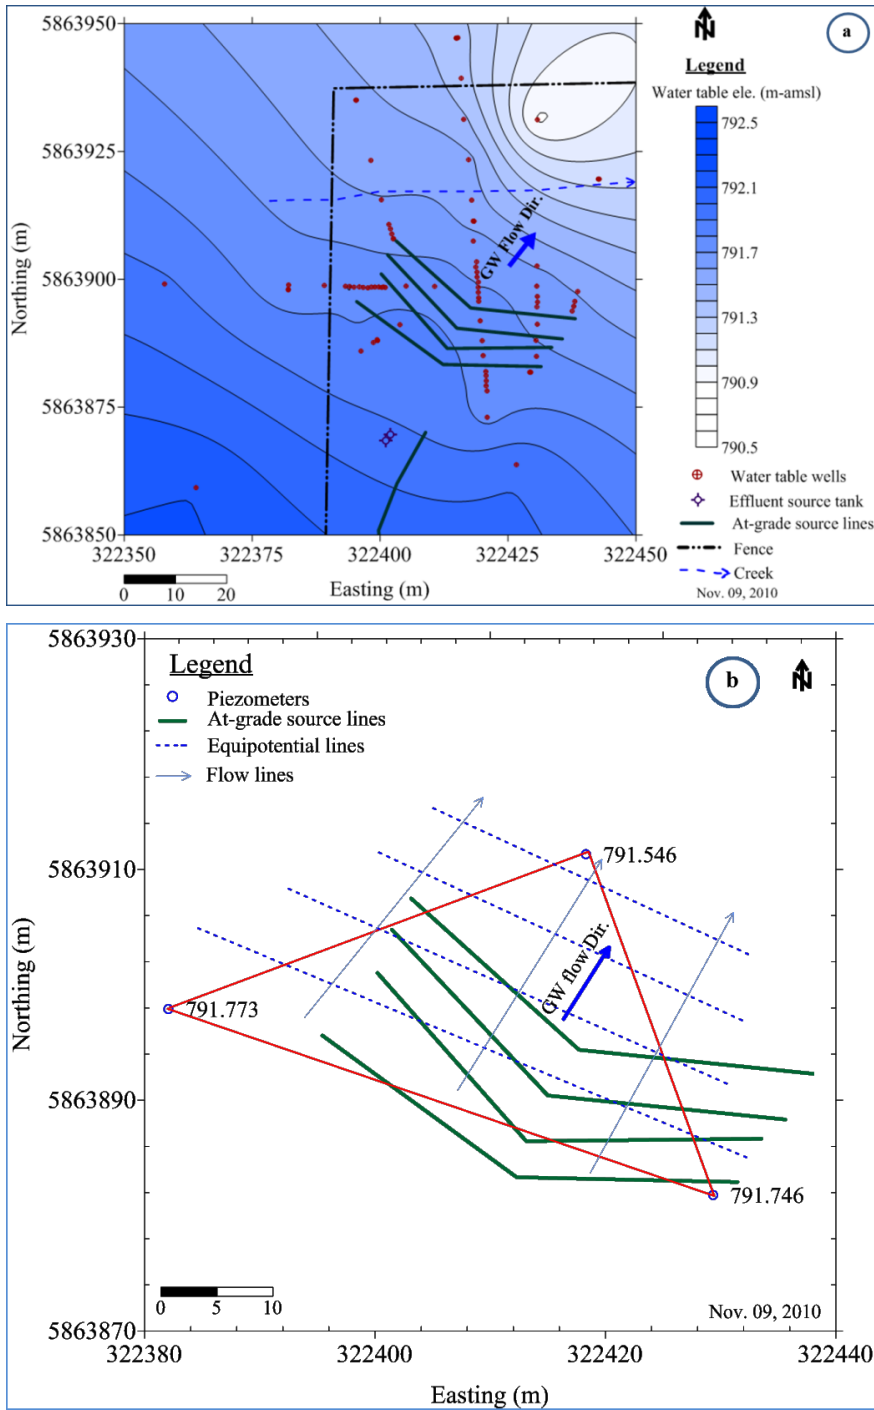 5863950
5863925
5863900
5863875
5863850
Northing (m)
322350
322375
322400
322425
322450
Easting (m)
0
10
20
GW Flow Dir.
N
a
Legend
Water table ele. (m-amsl)
792.5
792.1
791.7
791.3
790.9
790.5
Water table wells
Effluent source tank
At-grade source lines
Fence
Creek
Nov. 09, 2010
5863930
5863910
5863890
5863870
Northing (m)
Legend
Piezometers
At-grade source lines
Equipotential lines
Flow lines
b
N
791.546
791.773
791.746
GW flow Dir.
0
5
10
Nov. 09, 2010
322380
322400
322420
322440
Easting (m)